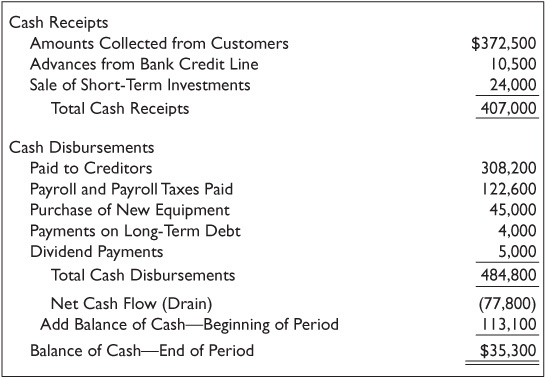 Cash Receipts
Amounts Collected from Customers $372,500
Advances from Bank Credit Line 10,500
Sale of Short-Term Investments 24,000
Total Cash Receipts 407,000
Cash Disbursements
Paid to Creditors 308,200
Payroll and Payroll Taxes Paid 122,600
Purchase of New Equipment 45,000
Payments on Long-Term Debt 4,000
Dividend Payments 5,000
Total Cash Disbursements 484,800
Net Cash Flow (Drain) (77,800)
Add Balance of Cash—Beginning of Period 113,100
Balance of Cash—End of Period $35,300